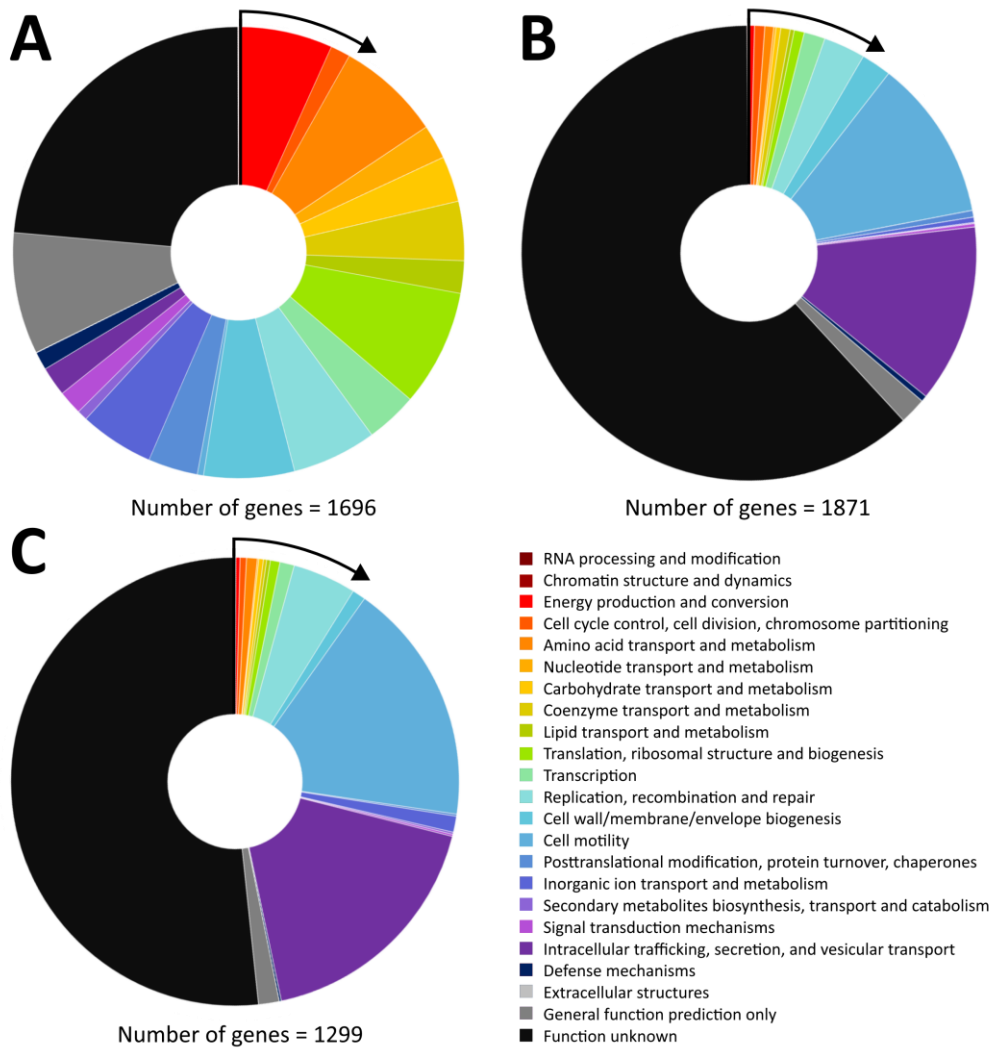 A
B
Number of genes = 1696
Number of genes = 1871
C
Number of genes = 1299
RNA processing and modification
Chromatin structure and dynamics
Energy production and conversion
Cell cycle control, cell division, chromosome partitioning
Amino acid transport and metabolism
Nucleotide transport and metabolism
Carbohydrate transport and metabolism
Coenzyme transport and metabolism
Lipid transport and metabolism
Translation, ribosomal structure and biogenesis
Transcription
Replication, recombination and repair
Cell wall/membrane/envelope biogenesis
Cell motility
Posttranslational modification, protein turnover, chaperones
Inorganic ion transport and metabolism
Secondary metabolites biosynthesis, transport and catabolism
Signal transduction mechanisms
Intracellular trafficking, secretion, and vesicular transport
Defense mechanisms
Extracellular structures
General function prediction only
Function unknown